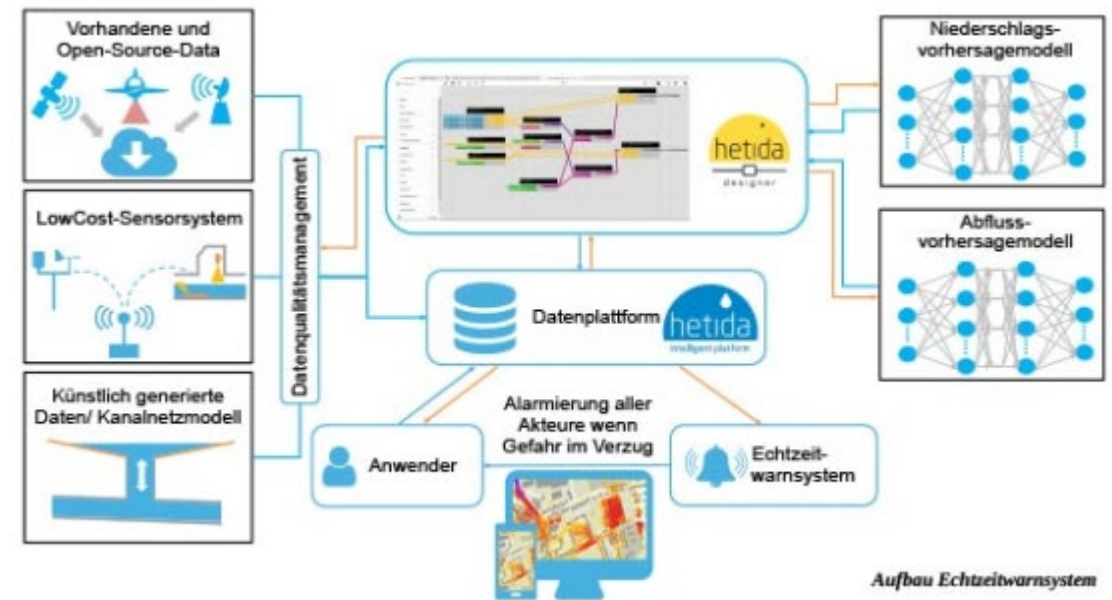 Vorhandene und
Open-Source-Data
LowCost-Sensorsystem
Künstlich generierte
Daten/ Kanalnetzmodell
Datenqualitätsmanagement
hetida
designer
Datenplattform
hetida
intelligent platform
Anwender
Alarmierung aller
Akteure wenn
Gefahr im Verzug
Echtzeit-
warnsystem
Niederschlags-
vorhersagemodell
Abfluss-
vorhersagemodell
Aufbau Echtzeitwarnsystem